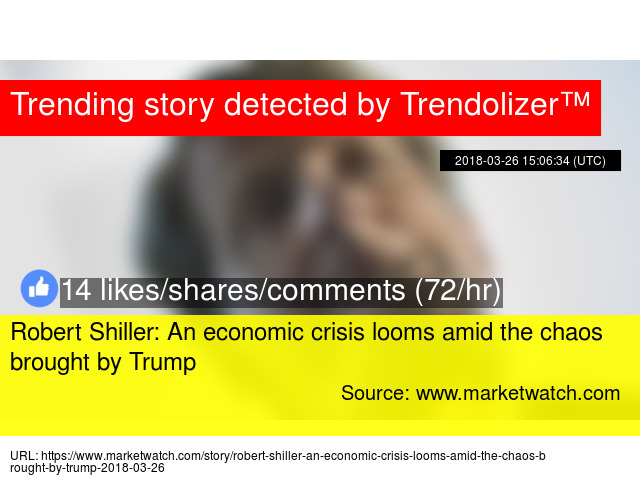 Trending story detected by Trendolizer™
2018-03-26 15:06:34 (UTC)
14 likes/shares/comments (72/hr)
Robert Shiller: An economic crisis looms amid the chaos
brought by Trump
Source: www.marketwatch.com
URL: https://www.marketwatch.com/story/robert-shiller-an-economic-crisis-looms-amid-the-chaos-b
rought-by-trump-2018-03-26